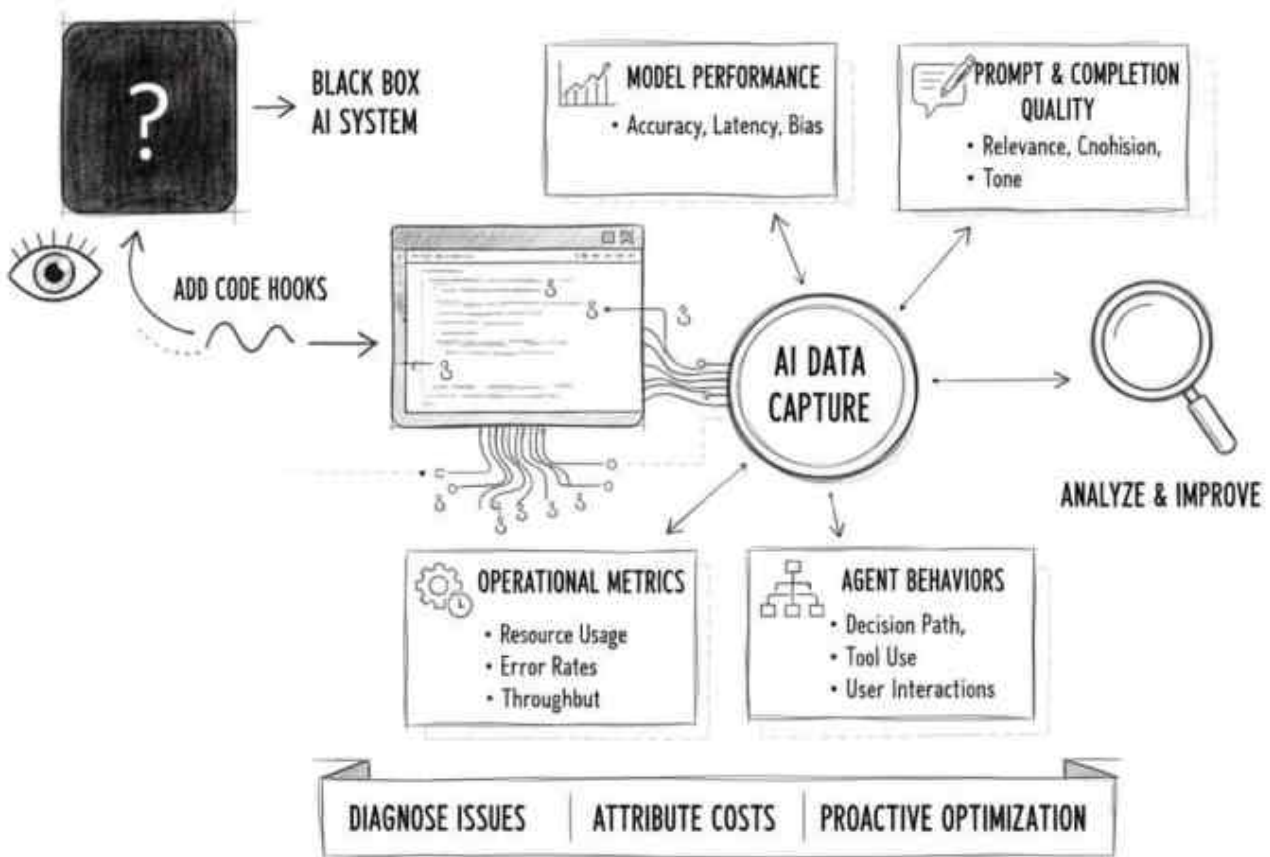 ?
BLACK BOX
AI SYSTEM
ADD CODE HOOKS
MODEL PERFORMANCE
• Accuracy, Latency, Bias
PROMPT & COMPLETION
QUALITY
• Relevance, Cnohision,
• Tone
AI DATA
CAPTURE
ANALYZE & IMPROVE
OPERATIONAL METRICS
• Resource Usage
• Error Rates
• Throughbut
AGENT BEHAVIORS
• Decision Path,
• Tool Use
• User Interactions
DIAGNOSE ISSUES | ATTRIBUTE COSTS | PROACTIVE OPTIMIZATION